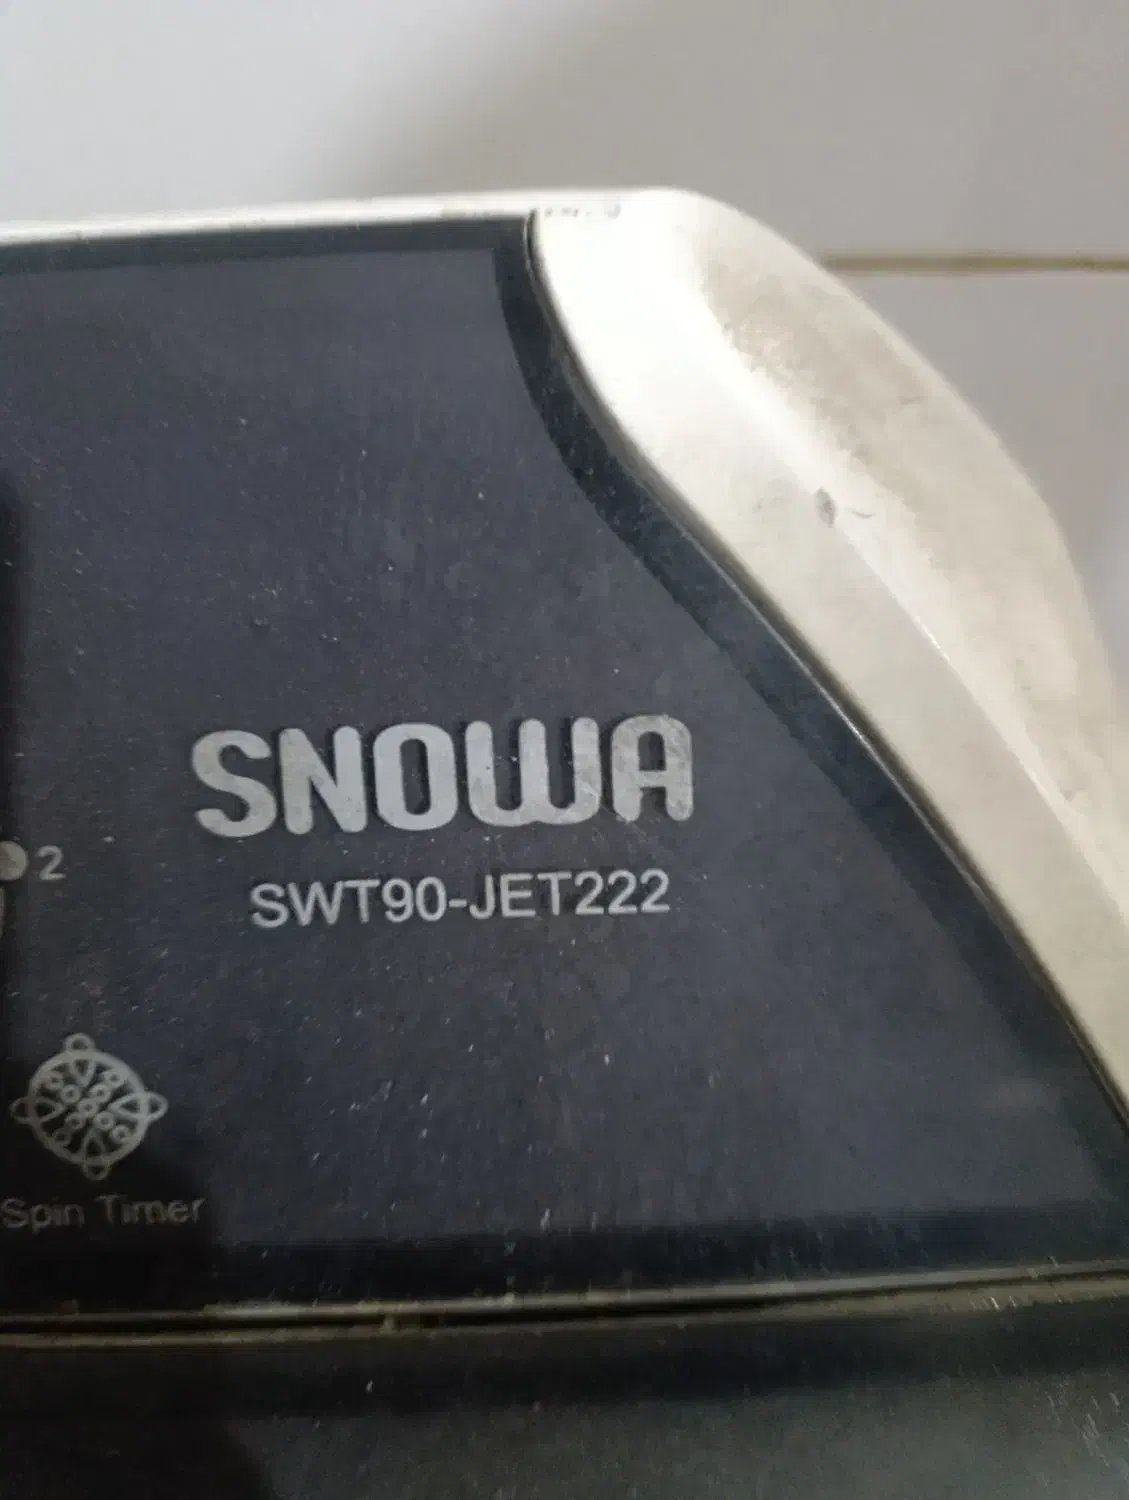 SNOWA
2
SWT90-JET222
Spin Timer